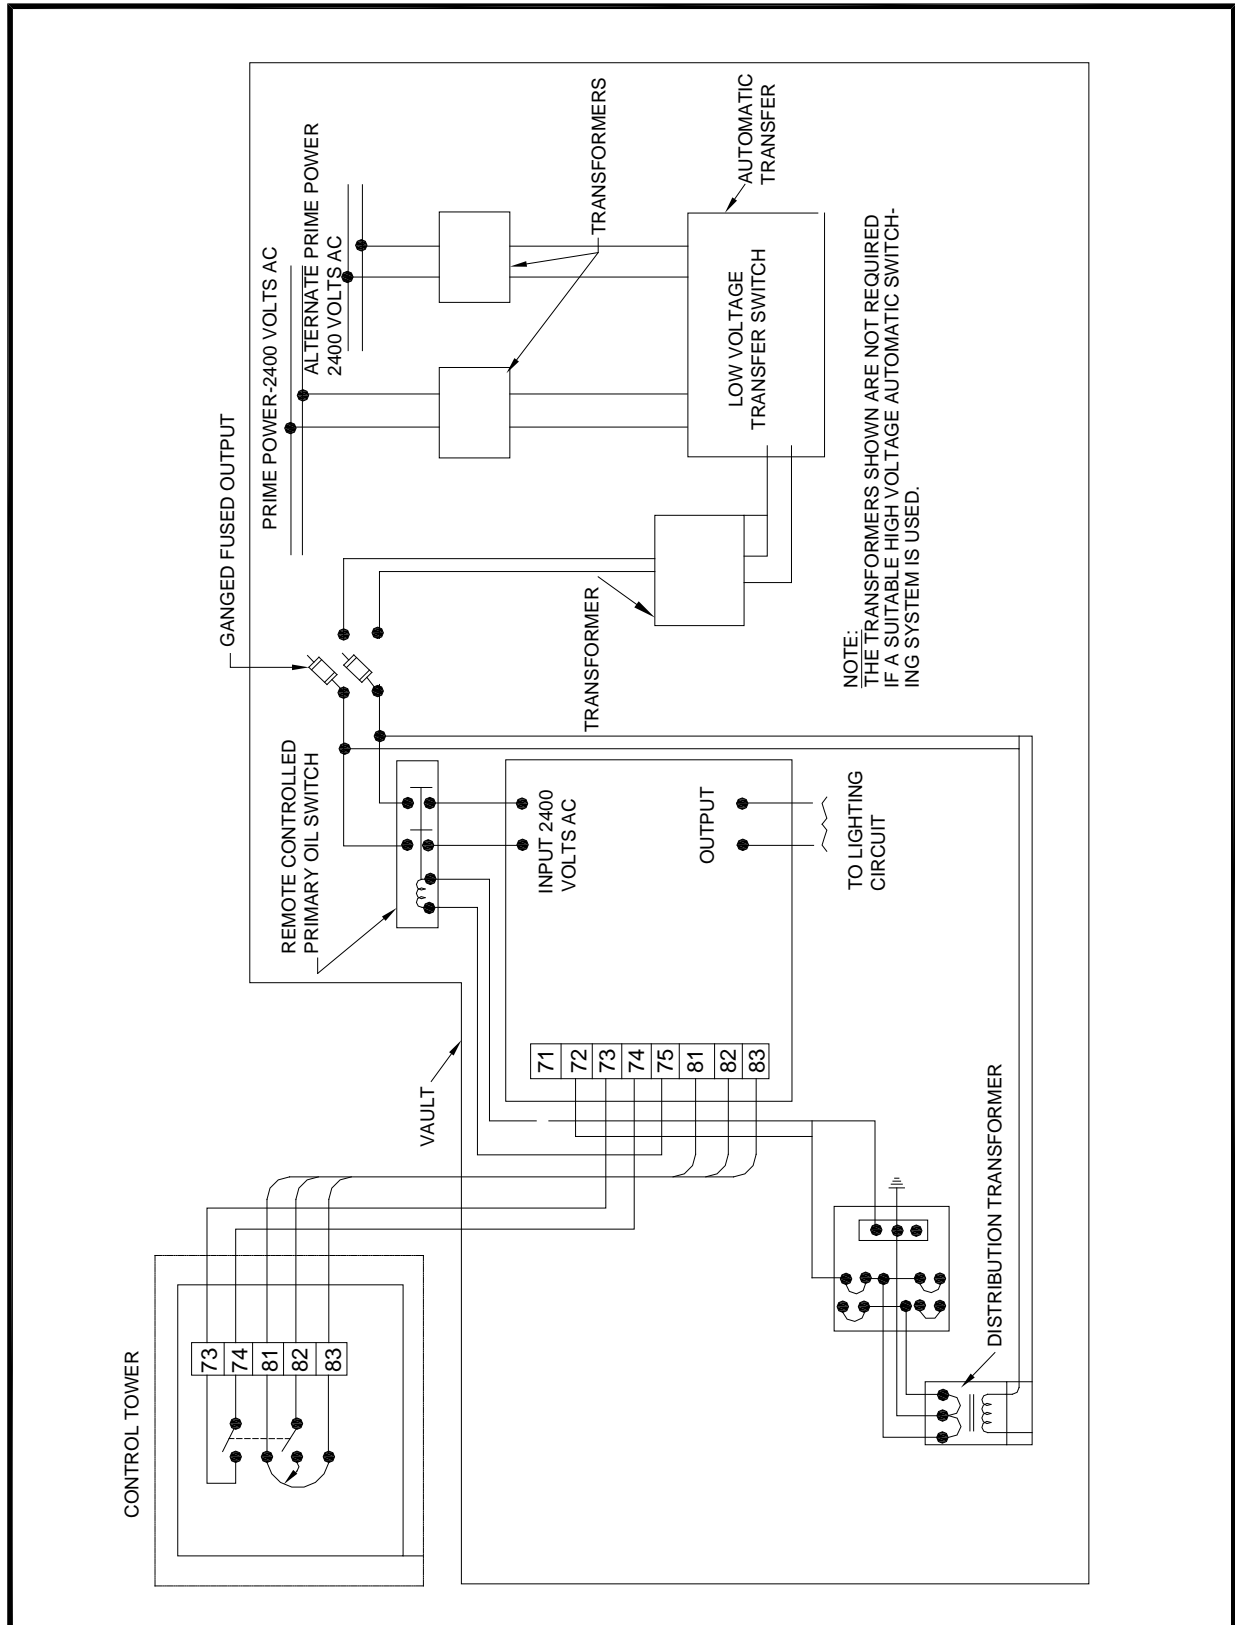 CONTROL TOWER
73
74
81
82
83
VAULT
REMOTE CONTROLLED
PRIMARY OIL SWITCH
GANGED FUSED OUTPUT
PRIME POWER-2400 VOLTS AC
ALTERNATE PRIME POWER
2400 VOLTS AC
TRANSFORMERS
AUTOMATIC
TRANSFER
LOW VOLTAGE
TRANSFER SWITCH
TRANSFORMER
INPUT 2400
VOLTS AC
OUTPUT
71
72
73
74
75
81
82
83
TO LIGHTING
CIRCUIT
NOTE:
THE TRANSFORMERS SHOWN ARE NOT REQUIRED
IF A SUITABLE HIGH VOLTAGE AUTOMATIC SWITCH-
ING SYSTEM IS USED.
DISTRIBUTION TRANSFORMER